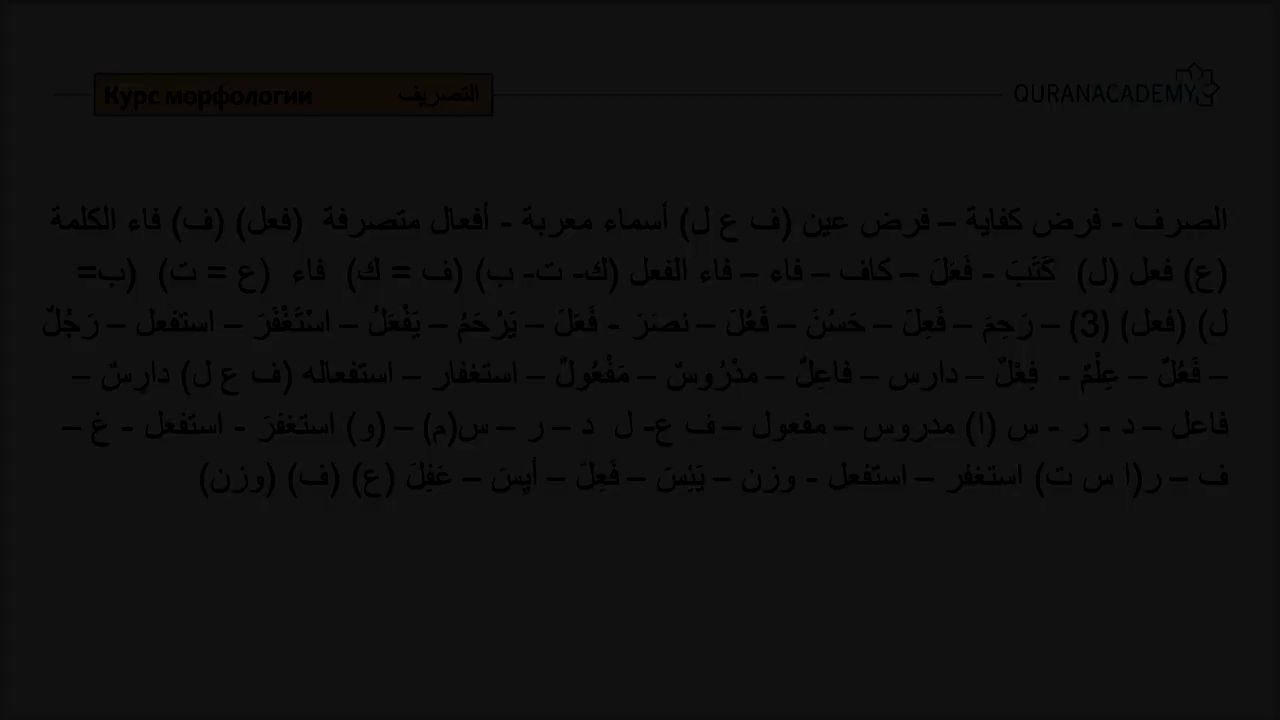 Курс морфологии التصريف
QURANACADEMY
الصرف - فرض كفاية – فرض عين (ف ع ل) أسماء معربة - أفعال متصرفة (فعل) (ف) فاء الكلمة
(ع) فعل (ل) كَتَبَ - فَعَلَ – كاف – فاء – فاء الفعل (ك- ت- ب) (ف = ك) فاء (ع = ت) (ب=
ل) (فعل) (3) – رَحِمَ – فَعِلَ – حَسُنَ – فَعُلَ – نصَرَ - فَعَلَ – يَرْحَمُ – يَفْعَلُ – اسْتَغْفَرَ – استفعل – رَجُلٌ
– فَعُلٌ – عِلْمٌ - فِعْلٌ – دارس – فاعِلٌ – مدْرُوسٌ – مَفْعُولٌ – استغفار – استفعاله (ف ع ل) دارِسٌ –
فاعل – د - ر - س (ا) مدروس – مفعول – ف ع- ل د – ر – س(م) – (و) استغفرَ - استفعل - غ –
ف – ر(ا س ت) استغفر – استفعل - وزن – يَئِسَ – فَعِلَ – أيِسَ – عَفِلَ (ع) (ف) (وزن)